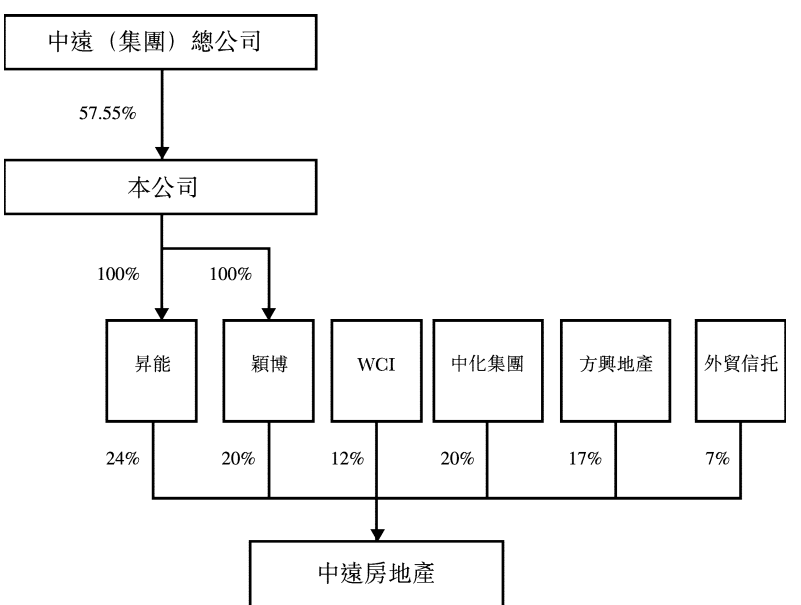 中遠（集團）總公司
57.55%
本公司
100% 100%
昇能 穎博 WCI 中化集團 方興地產 外貿信托
24% 20% 12% 20% 17% 7%
中遠房地產